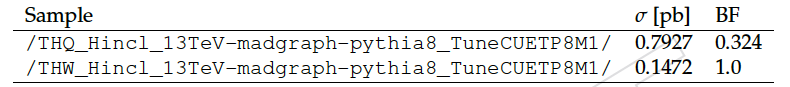 Sample σ [pb] BF
/THQ_Hincl_13TeV-madgraph-pythia8_TuneCUETP8M1/ 0.7927 0.324
/THW_Hincl_13TeV-madgraph-pythia8_TuneCUETP8M1/ 0.1472 1.0